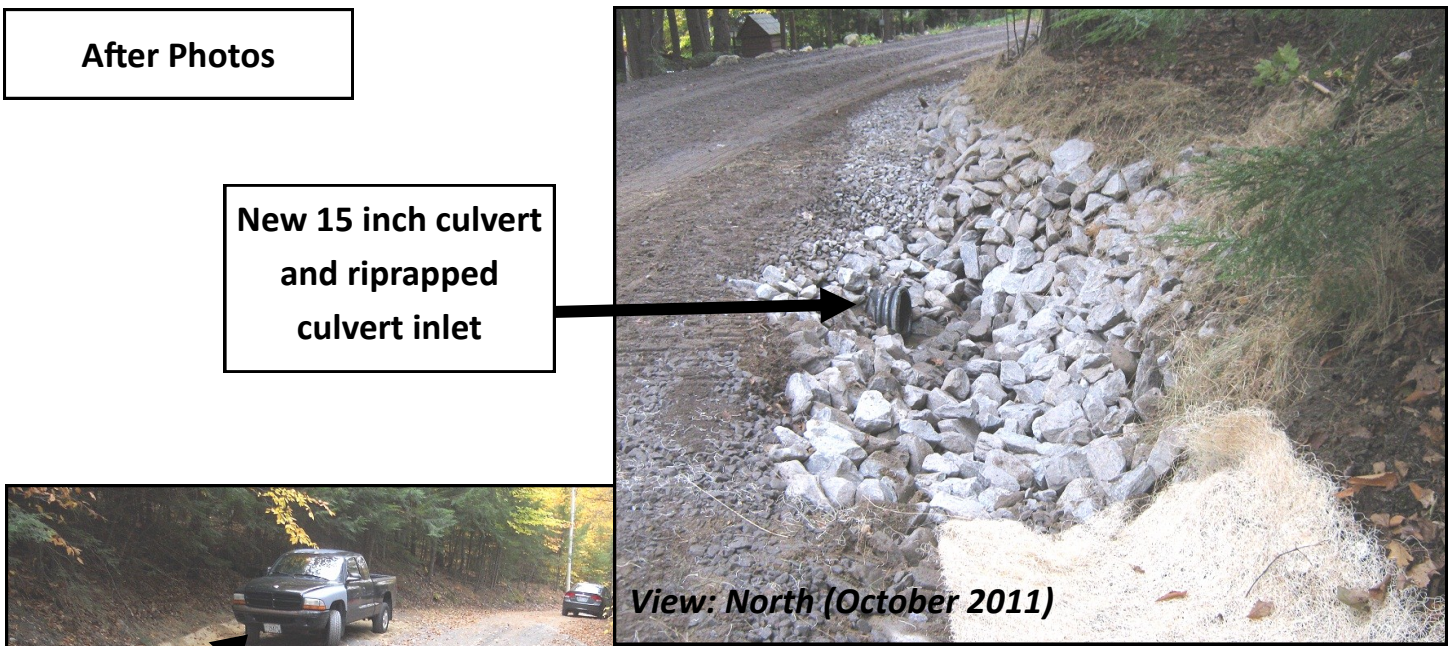 After Photos
New 15 inch culvert
and riprapped
culvert inlet
View: North (October 2011)